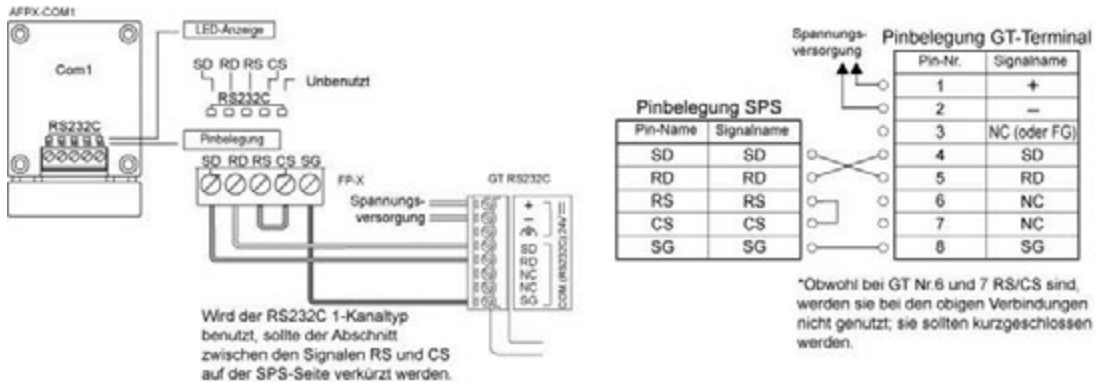 AFPX-COM1
Com1
RS232C
LED-Anzeige
SD RD RS CS
Unbenutzt
RS232C
Pinbelegung
SD RD RS CS SG
FP-X
Spannungs-
versorgung
GT RS232C
+
–
SD
RD
NC
NC
SG
COM.(RS232C) 24V
Wird der RS232C 1-Kanaltyp
benutzt, sollte der Abschnitt
zwischen den Signalen RS und CS
auf der SPS-Seite verkürzt werden.
Pinbelegung SPS
Pin-Name Signalname
SD SD
RD RD
RS RS
CS CS
SG SG
Spannungs-
versorgung
Pinbelegung GT-Terminal
Pin-Nr. Signalname
1 +
2 –
3 NC (oder FG)
4 SD
5 RD
6 NC
7 NC
8 SG
*Obwohl bei GT Nr.6 und 7 RS/CS sind,
werden sie bei den obigen Verbindungen
nicht genutzt; sie sollten kurzgeschlossen
werden.